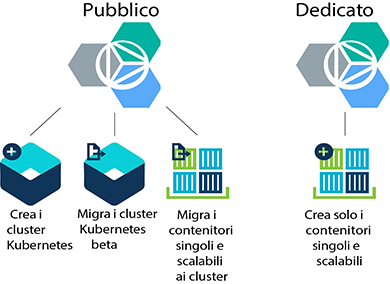 Pubblico
Dedicato
Crea i
cluster
Kubernetes
Migra i cluster
Kubernetes
beta
Migra i
contenitori
singoli e
scalabili
ai cluster
Crea solo i
contenitori
singoli e
scalabili